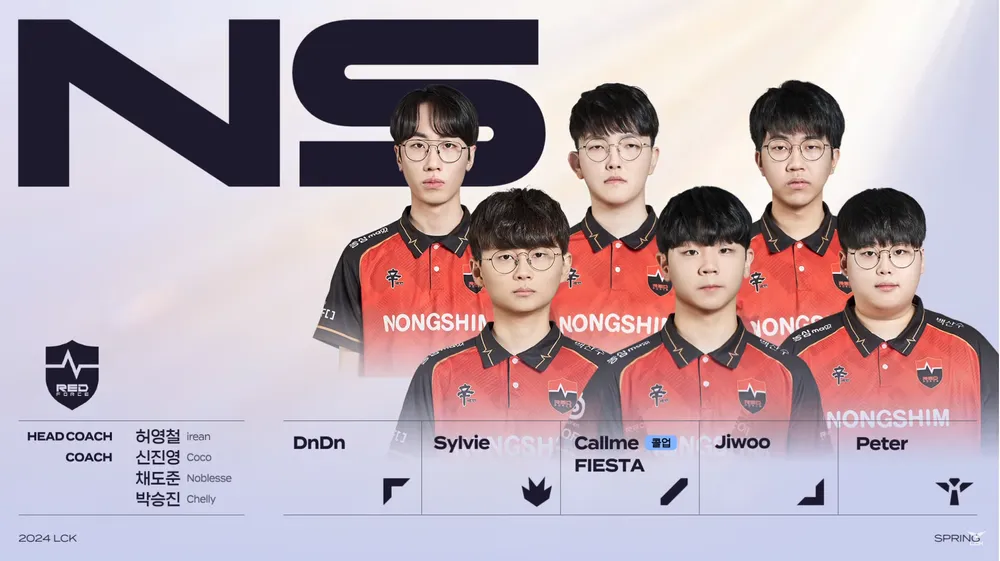 NS
NONGSHIM
NONGSHIM
NONGSHIM
NONGSHIM
RED
FORCE
HEAD COACH 허영철 irean
COACH 신진영 Coco
채도준 Noblesse
박승진 Chelly
DnDn
Sylvie
Callme 콜업
FIESTA
Jiwoo
Peter
2024 LCK
SPRING